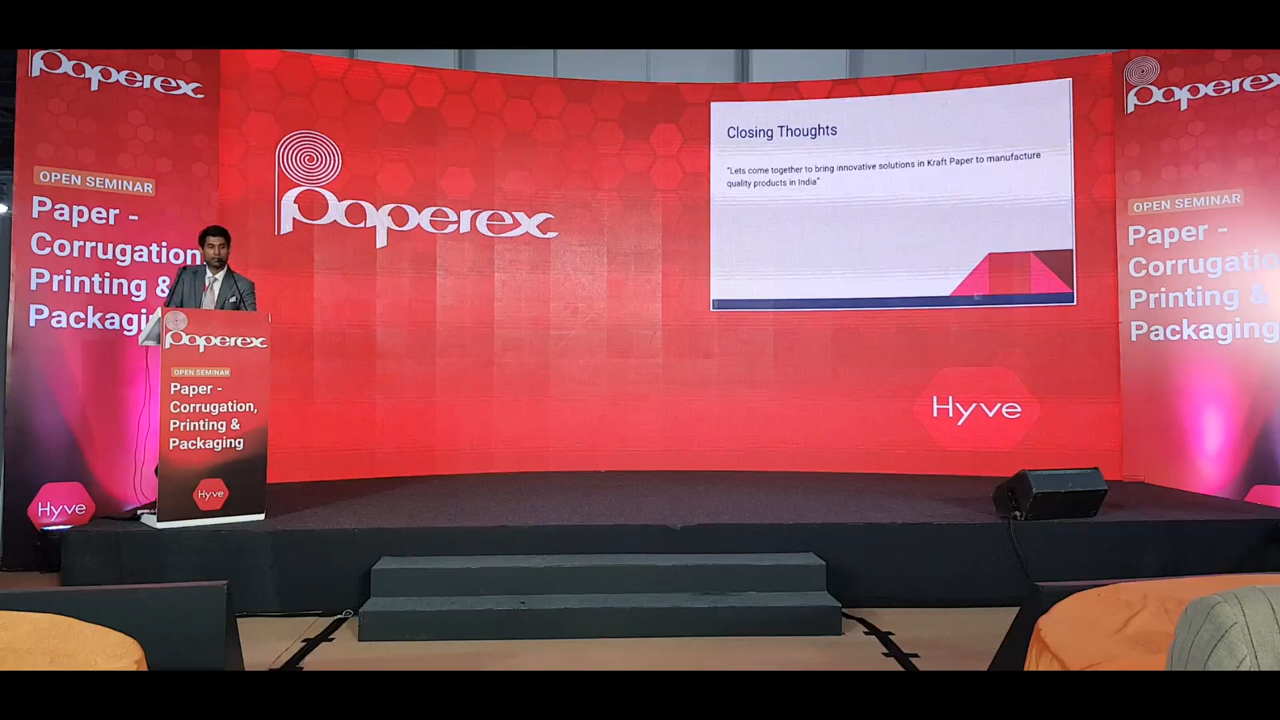 Paperex
OPEN SEMINAR
Paper -
Corrugation
Printing &
Packagi
Hyve
Paperex
OPEN SEMINAR
Paper -
Corrugation,
Printing &
Packaging
Hyve
Paperex
Closing Thoughts
"Lets come together to bring innovative solutions in Kraft Paper to manufacture
quality products in India"
Hyve
Paperex
OPEN SEMINAR
Paper -
Corrugatio
Printing &
Packaging